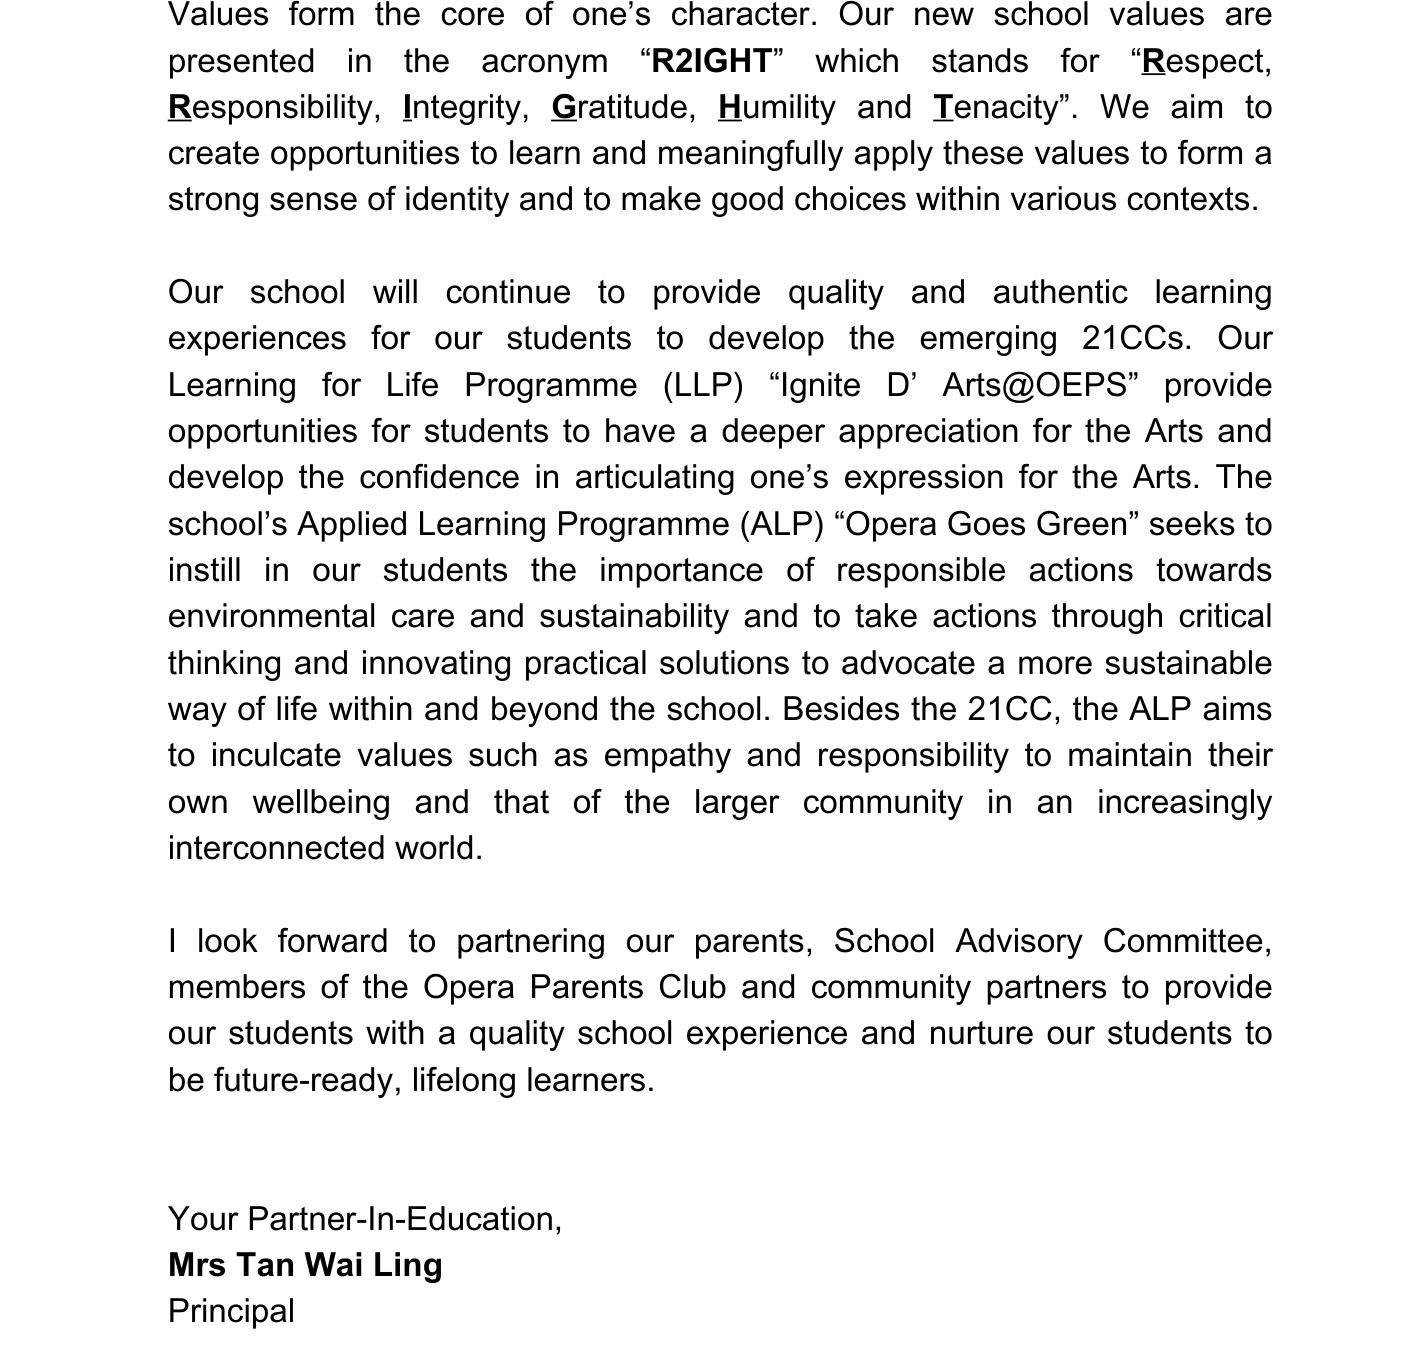 Values form the core of one’s character. Our new school values are
presented in the acronym “R2IGHT” which stands for “Respect,
Responsibility, Integrity, Gratitude, Humility and Tenacity”. We aim to
create opportunities to learn and meaningfully apply these values to form a
strong sense of identity and to make good choices within various contexts.
Our school will continue to provide quality and authentic learning
experiences for our students to develop the emerging 21CCs. Our
Learning for Life Programme (LLP) “Ignite D’ Arts@OEPS” provide
opportunities for students to have a deeper appreciation for the Arts and
develop the confidence in articulating one’s expression for the Arts. The
school’s Applied Learning Programme (ALP) “Opera Goes Green” seeks to
instill in our students the importance of responsible actions towards
environmental care and sustainability and to take actions through critical
thinking and innovating practical solutions to advocate a more sustainable
way of life within and beyond the school. Besides the 21CC, the ALP aims
to inculcate values such as empathy and responsibility to maintain their
own wellbeing and that of the larger community in an increasingly
interconnected world.
I look forward to partnering our parents, School Advisory Committee,
members of the Opera Parents Club and community partners to provide
our students with a quality school experience and nurture our students to
be future-ready, lifelong learners.
Your Partner-In-Education,
Mrs Tan Wai Ling
Principal